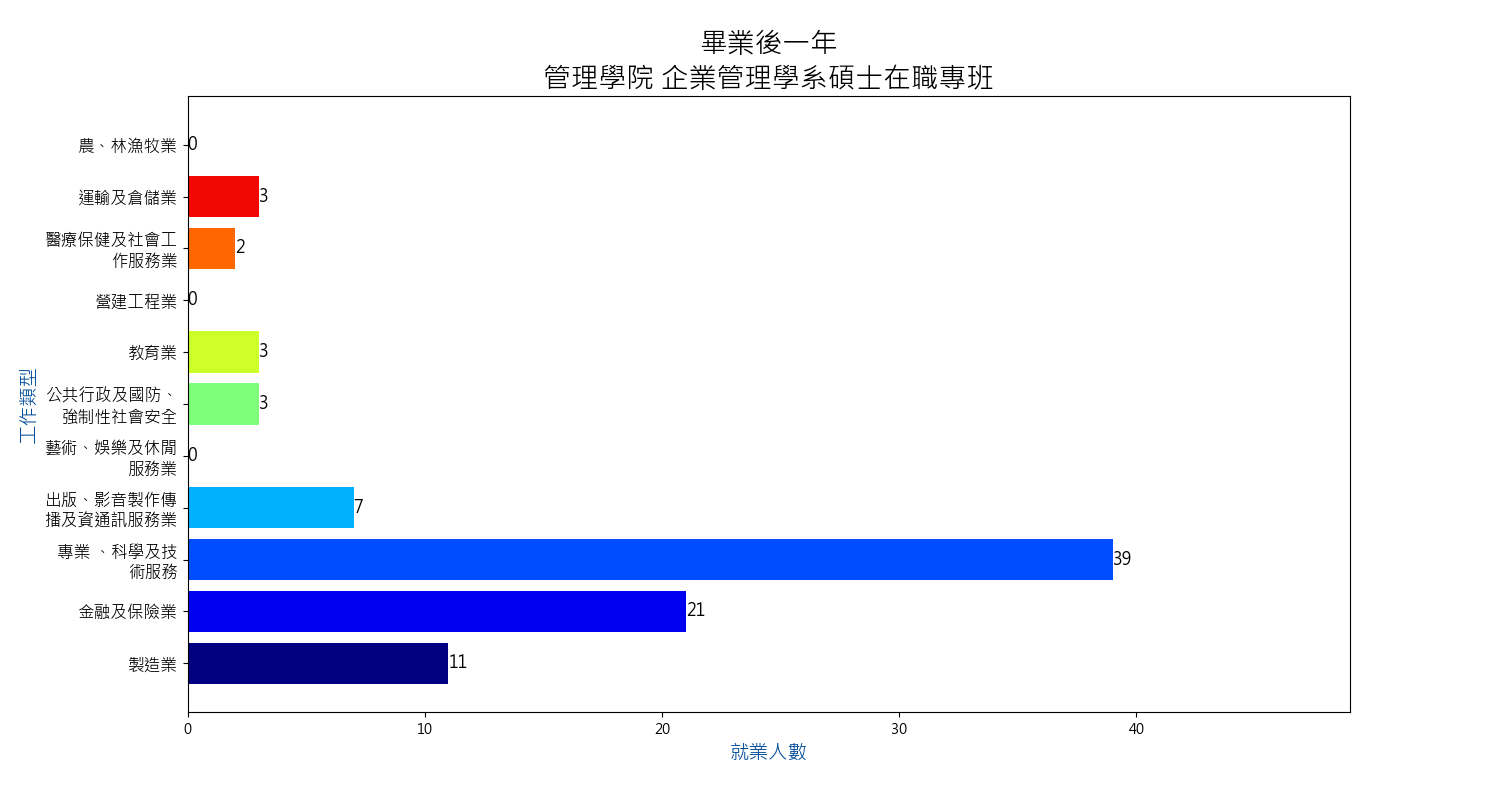 畢業後一年
管理學院 企業管理學系碩士在職專班
農、林漁牧業
0
運輸及倉儲業
3
醫療保健及社會工
作服務業
2
營建工程業
0
教育業
3
公共行政及國防、
強制性社會安全
3
藝術、娛樂及休閒
服務業
0
出版、影音製作傳
播及資通訊服務業
7
專業 、科學及技
術服務
39
金融及保險業
21
製造業
11
工作類型
0 10 20 30 40
就業人數